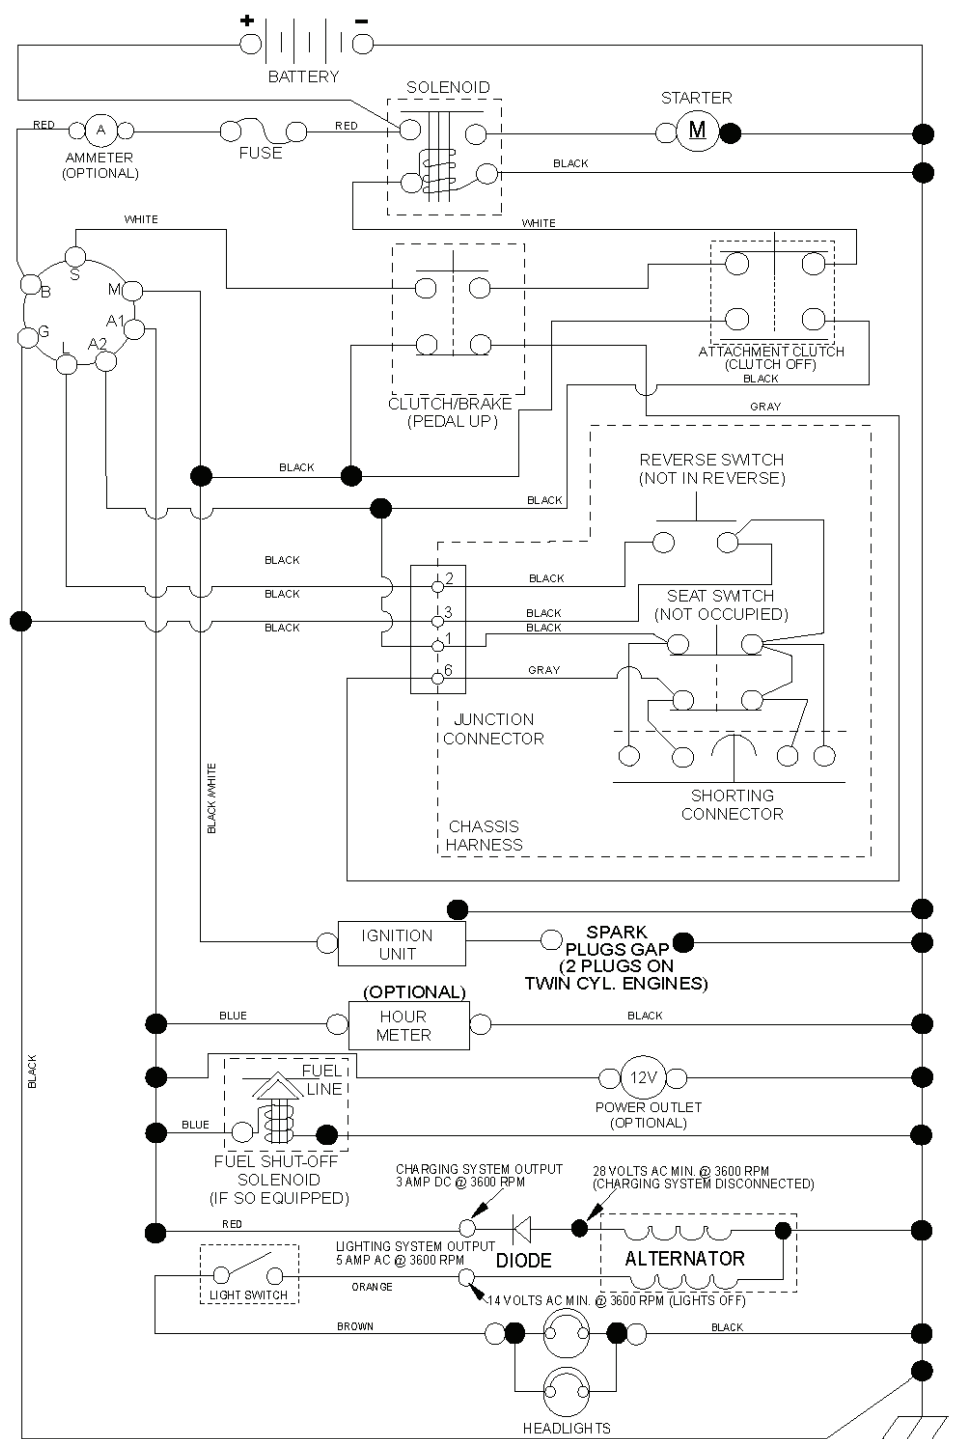 + −
BATTERY
SOLENOID
STARTER
M
RED
A
AMMETER
(OPTIONAL)
FUSE
RED
BLACK
WHITE
WHITE
S
B
M
A1
G
L
A2
CLUTCH/BRAKE
(PEDAL UP)
ATTACHMENT CLUTCH
(CLUTCH OFF)
BLACK
GRAY
BLACK
BLACK
REVERSE SWITCH
(NOT IN REVERSE)
BLACK
2
BLACK
BLACK
SEAT SWITCH
(NOT OCCUPIED)
3
BLACK
BLACK
BLACK
1
6
GRAY
JUNCTION
CONNECTOR
SHORTING
CONNECTOR
CHASSIS
HARNESS
BLACK/WHITE
IGNITION
UNIT
SPARK
PLUGS GAP
(2 PLUGS ON
TWIN CYL. ENGINES)
(OPTIONAL)
HOUR
METER
BLUE
BLACK
BLACK
FUEL
LINE
12V
POWER OUTLET
(OPTIONAL)
BLUE
FUEL SHUT-OFF
SOLENOID
(IF SO EQUIPPED)
CHARGING SYSTEM OUTPUT
3 AMP DC @ 3600 RPM
28 VOLTS AC MIN. @ 3600 RPM
(CHARGING SYSTEM DISCONNECTED)
RED
LIGHTING SYSTEM OUTPUT
5 AMP AC @ 3600 RPM
DIODE
ALTERNATOR
LIGHT SWITCH
ORANGE
14 VOLTS AC MIN. @ 3600 RPM (LIGHTS OFF)
BROWN
BLACK
HEADLIGHTS